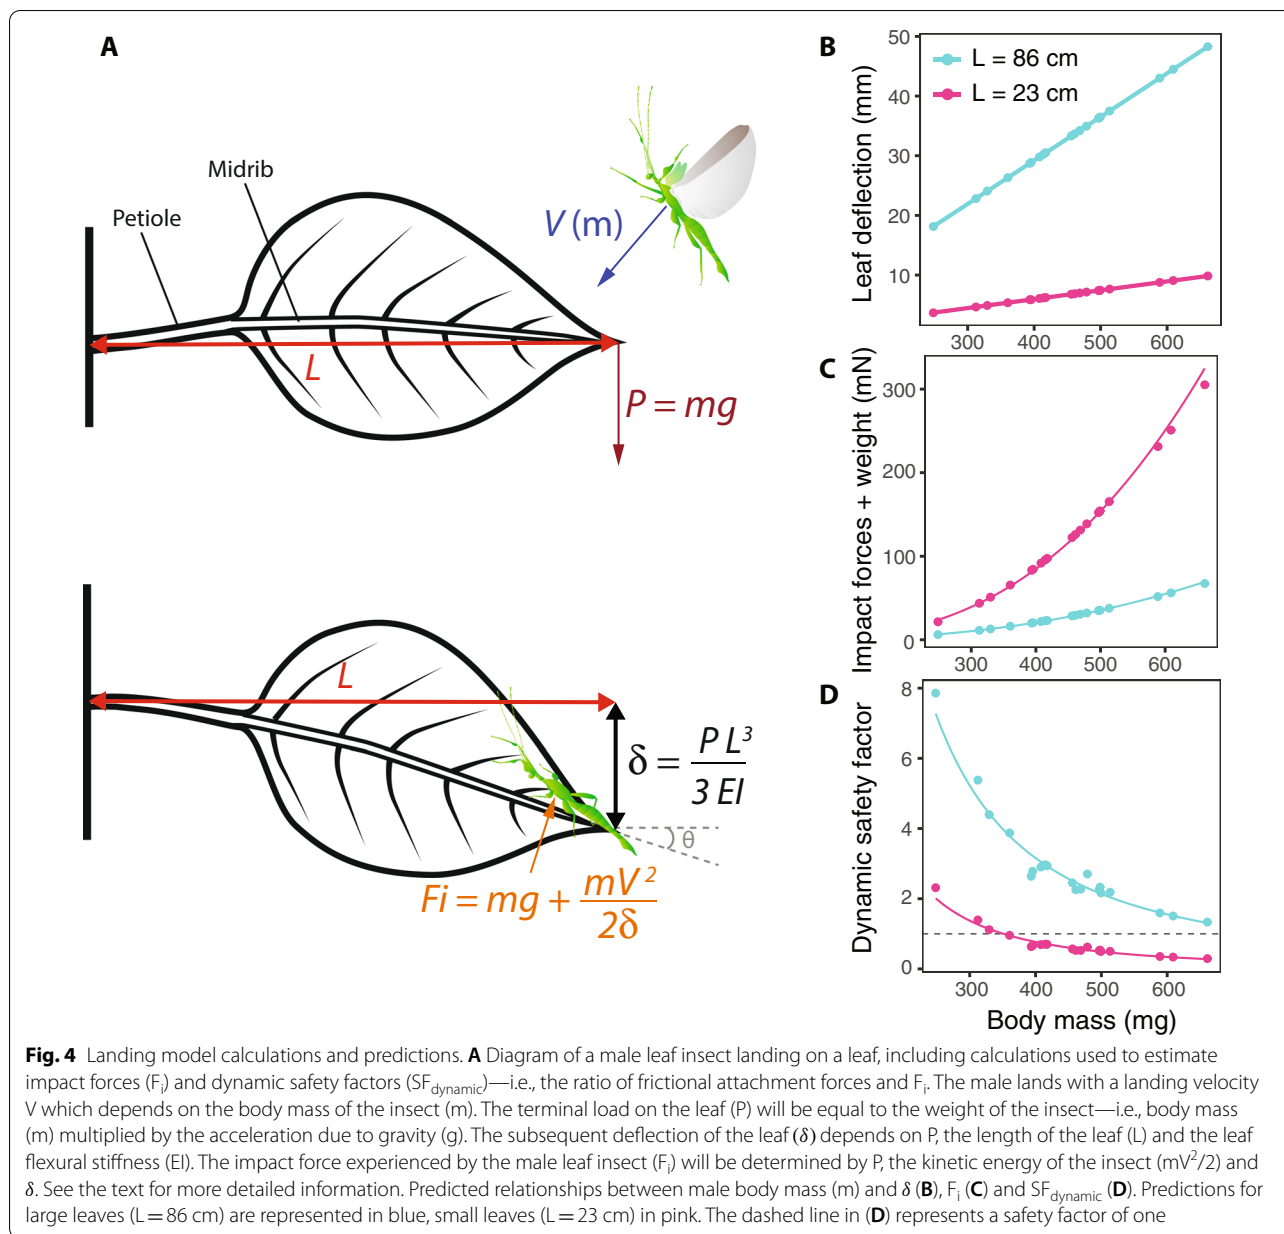 A
Midrib
Petiole
V (m)
L
P = mg
L
δ = P L³ / 3 EI
θ
Fi = mg + mV² / 2δ
B
Leaf deflection (mm)
50
40
30
20
10
L = 86 cm
L = 23 cm
300 400 500 600
C
Impact forces + weight (mN)
300
200
100
0
300 400 500 600
D
Dynamic safety factor
8
6
4
2
0
300 400 500 600
Body mass (mg)
Fig. 4 Landing model calculations and predictions. A Diagram of a male leaf insect landing on a leaf, including calculations used to estimate
impact forces (Fi) and dynamic safety factors (SFdynamic)—i.e., the ratio of frictional attachment forces and Fi. The male lands with a landing velocity
V which depends on the body mass of the insect (m). The terminal load on the leaf (P) will be equal to the weight of the insect—i.e., body mass
(m) multiplied by the acceleration due to gravity (g). The subsequent deflection of the leaf (δ) depends on P, the length of the leaf (L) and the leaf
flexural stiffness (EI). The impact force experienced by the male leaf insect (Fi) will be determined by P, the kinetic energy of the insect (mV²/2) and
δ. See the text for more detailed information. Predicted relationships between male body mass (m) and δ (B), Fi (C) and SFdynamic (D). Predictions for
large leaves (L = 86 cm) are represented in blue, small leaves (L = 23 cm) in pink. The dashed line in (D) represents a safety factor of one